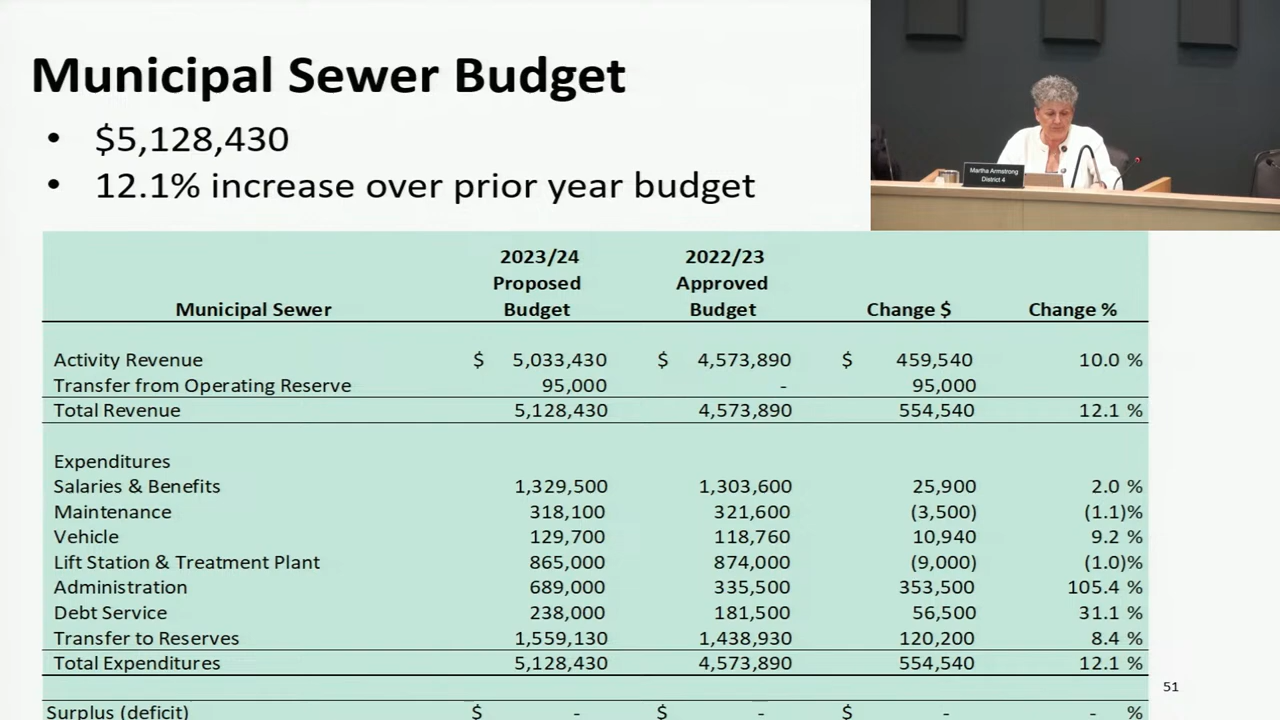 Municipal Sewer Budget
• $5,128,430
• 12.1% increase over prior year budget
Martha Armstrong
District 4
2023/24 2022/23
Proposed Approved
Municipal Sewer Budget Budget Change $ Change %
Activity Revenue $ 5,033,430 $ 4,573,890 $ 459,540 10.0 %
Transfer from Operating Reserve 95,000 - 95,000
Total Revenue 5,128,430 4,573,890 554,540 12.1 %
Expenditures
Salaries & Benefits 1,329,500 1,303,600 25,900 2.0 %
Maintenance 318,100 321,600 (3,500) (1.1)%
Vehicle 129,700 118,760 10,940 9.2 %
Lift Station & Treatment Plant 865,000 874,000 (9,000) (1.0)%
Administration 689,000 335,500 353,500 105.4 %
Debt Service 238,000 181,500 56,500 31.1 %
Transfer to Reserves 1,559,130 1,438,930 120,200 8.4 %
Total Expenditures 5,128,430 4,573,890 554,540 12.1 %
51
Surplus (deficit) $ - $ - $ - - %